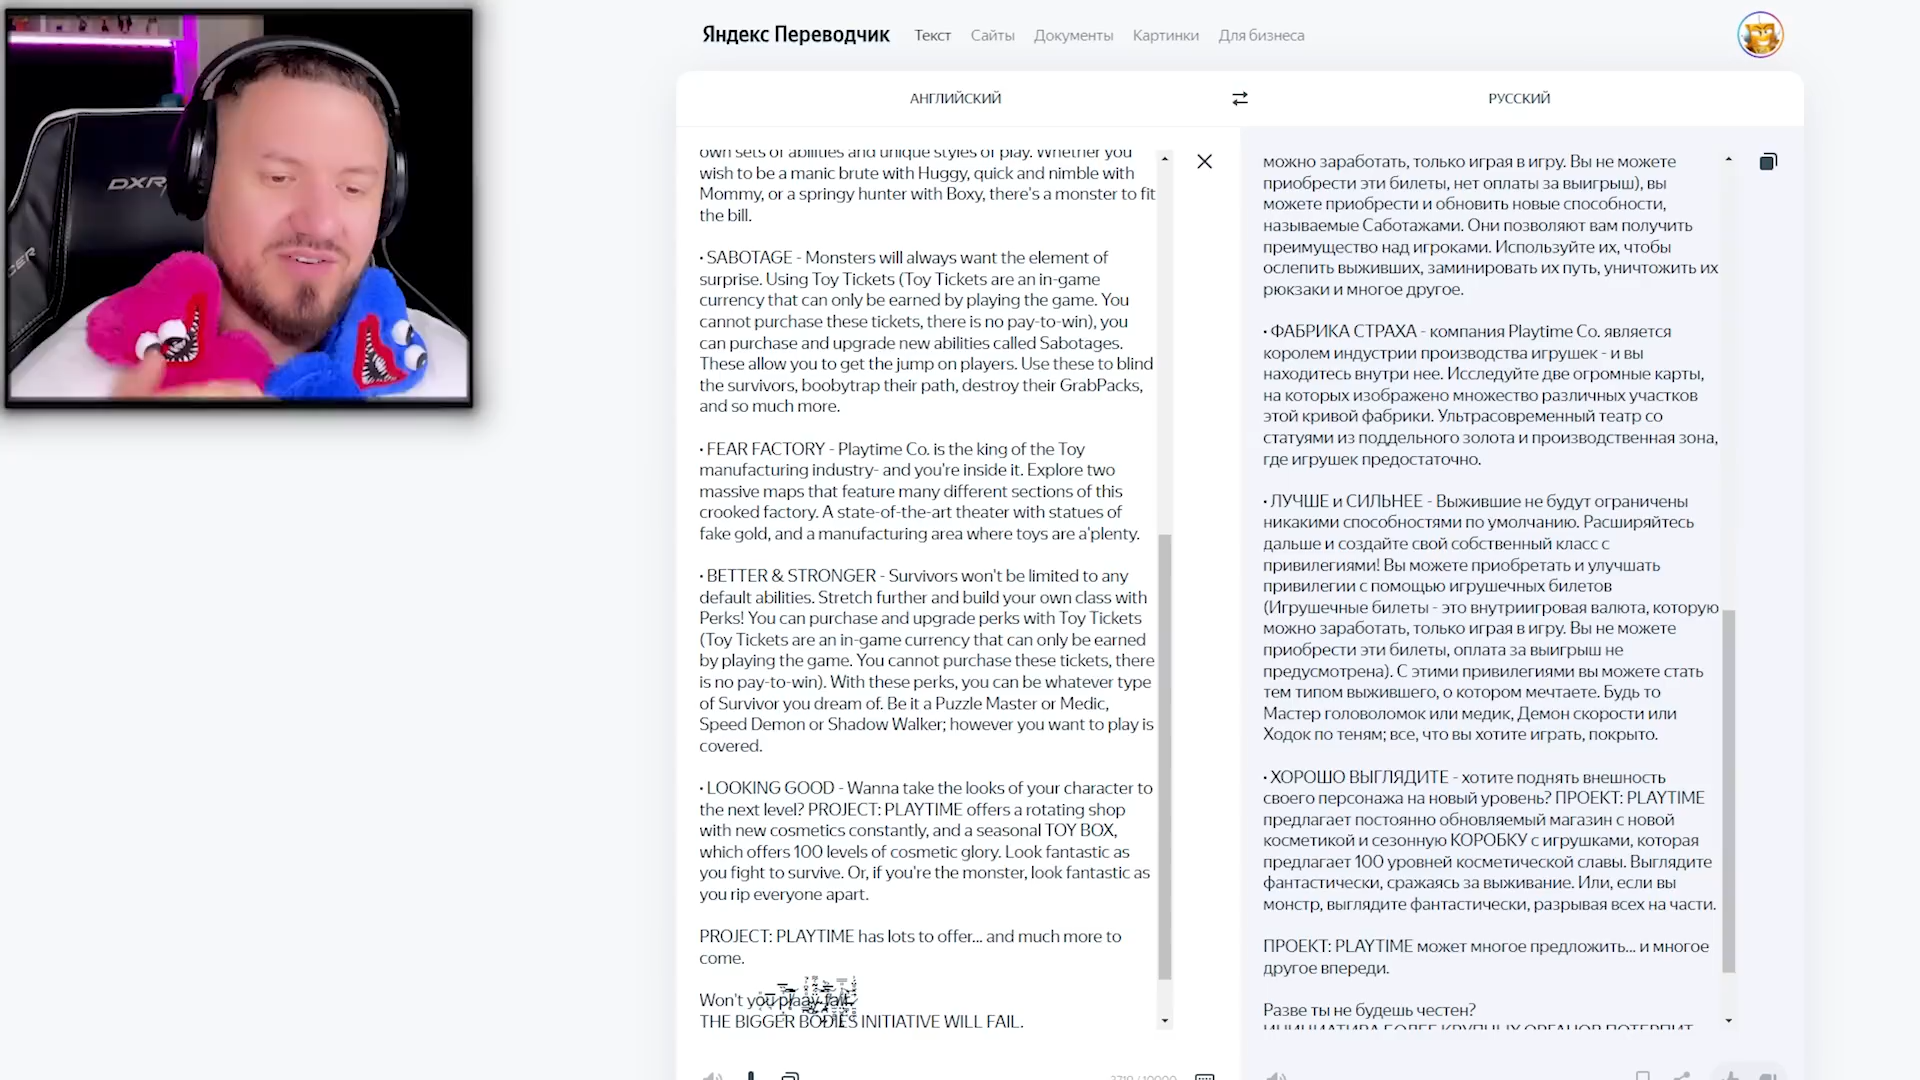 Яндекс Переводчик
Текст
Сайты
Документы
Картинки
Для бизнеса
АНГЛИЙСКИЙ
РУССКИЙ
DXR
CER
own sets of abilities and unique styles of play. Whether you
wish to be a manic brute with Huggy, quick and nimble with
Mommy, or a springy hunter with Boxy, there's a monster to fit
the bill.
• SABOTAGE - Monsters will always want the element of
surprise. Using Toy Tickets (Toy Tickets are an in-game
currency that can only be earned by playing the game. You
cannot purchase these tickets, there is no pay-to-win), you
can purchase and upgrade new abilities called Sabotages.
These allow you to get the jump on players. Use these to blind
the survivors, boobytrap their path, destroy their GrabPacks,
and so much more.
• FEAR FACTORY - Playtime Co. is the king of the Toy
manufacturing industry- and you're inside it. Explore two
massive maps that feature many different sections of this
crooked factory. A state-of-the-art theater with statues of
fake gold, and a manufacturing area where toys are a'plenty.
• BETTER & STRONGER - Survivors won't be limited to any
default abilities. Stretch further and build your own class with
Perks! You can purchase and upgrade perks with Toy Tickets
(Toy Tickets are an in-game currency that can only be earned
by playing the game. You cannot purchase these tickets, there
is no pay-to-win). With these perks, you can be whatever type
of Survivor you dream of. Be it a Puzzle Master or Medic,
Speed Demon or Shadow Walker; however you want to play is
covered.
• LOOKING GOOD - Wanna take the looks of your character to
the next level? PROJECT: PLAYTIME offers a rotating shop
with new cosmetics constantly, and a seasonal TOY BOX,
which offers 100 levels of cosmetic glory. Look fantastic as
you fight to survive. Or, if you're the monster, look fantastic as
you rip everyone apart.
PROJECT: PLAYTIME has lots to offer... and much more to
come.
Won't you
THE BIGGER BODIES INITIATIVE WILL FAIL.
можно заработать, только играя в игру. Вы не можете
приобрести эти билеты, нет оплаты за выигрыш), вы
можете приобрести и обновить новые способности,
называемые Саботажами. Они позволяют вам получить
преимущество над игроками. Используйте их, чтобы
ослепить выживших, заминировать их путь, уничтожить их
рюкзаки и многое другое.
• ФАБРИКА СТРАХА - компания Playtime Co. является
королем индустрии производства игрушек - и вы
находитесь внутри нее. Исследуйте две огромные карты,
на которых изображено множество различных участков
этой кривой фабрики. Ультрасовременный театр со
статуями из поддельного золота и производственная зона,
где игрушек предостаточно.
• ЛУЧШЕ и СИЛЬНЕЕ - Выжившие не будут ограничены
никакими способностями по умолчанию. Расширяйтесь
дальше и создайте свой собственный класс с
привилегиями! Вы можете приобретать и улучшать
привилегии с помощью игрушечных билетов
(Игрушечные билеты - это внутриигровая валюта, которую
можно заработать, только играя в игру. Вы не можете
приобрести эти билеты, оплата за выигрыш не
предусмотрена). С этими привилегиями вы можете стать
тем типом выжившего, о котором мечтаете. Будь то
Мастер головоломок или медик, Демон скорости или
Ходок по теням; все, что вы хотите играть, покрыто.
• ХОРОШО ВЫГЛЯДИТЕ - хотите поднять внешность
своего персонажа на новый уровень? ПРОЕКТ: PLAYTIME
предлагает постоянно обновляемый магазин с новой
косметикой и сезонную КОРОБКУ с игрушками, которая
предлагает 100 уровней косметической славы. Выглядите
фантастически, сражаясь за выживание. Или, если вы
монстр, выглядите фантастически, разрывая всех на части.
ПРОЕКТ: PLAYTIME может многое предложить... и многое
другое впереди.
Разве ты не будешь честен?
ИНИЦИАТИВА БОЛЕЕ КРУПНЫХ ОРГАНОВ ПОТЕРПИТ